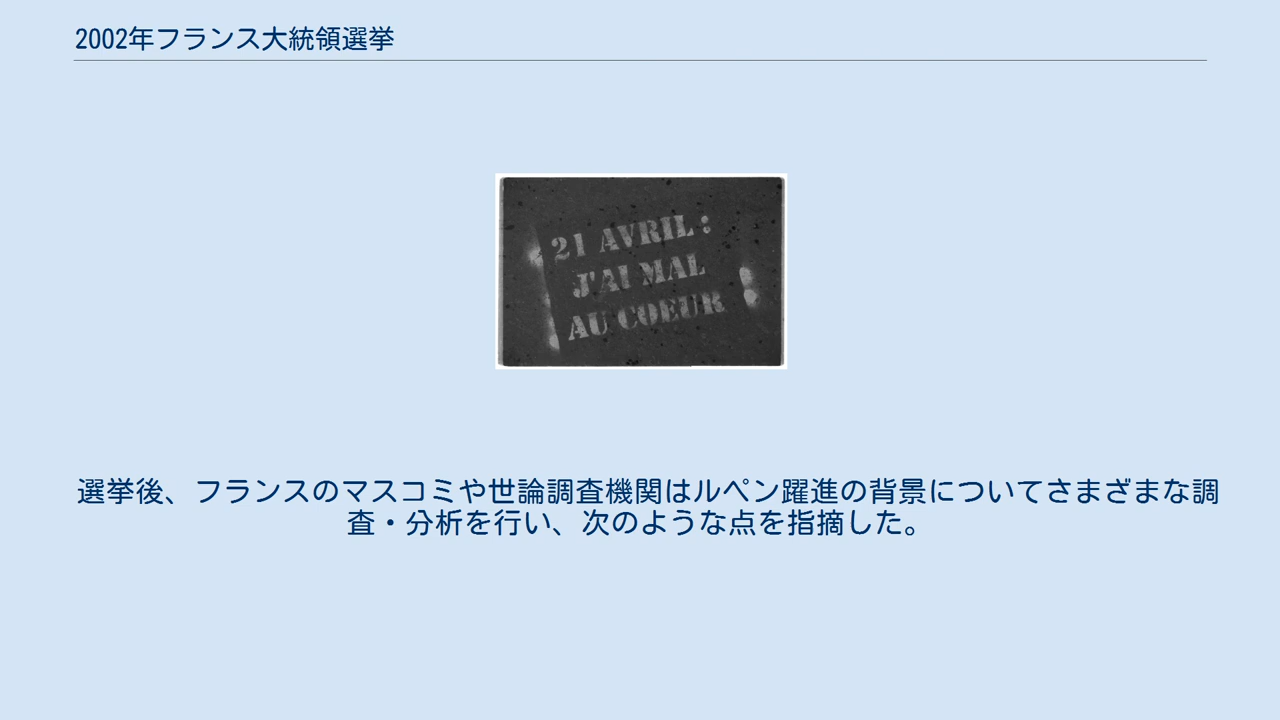 2002年フランス大統領選挙
21 AVRIL :
J'AI MAL
AU COEUR
選挙後、フランスのマスコミや世論調査機関はルペン躍進の背景についてさまざまな調
査・分析を行い、次のような点を指摘した。